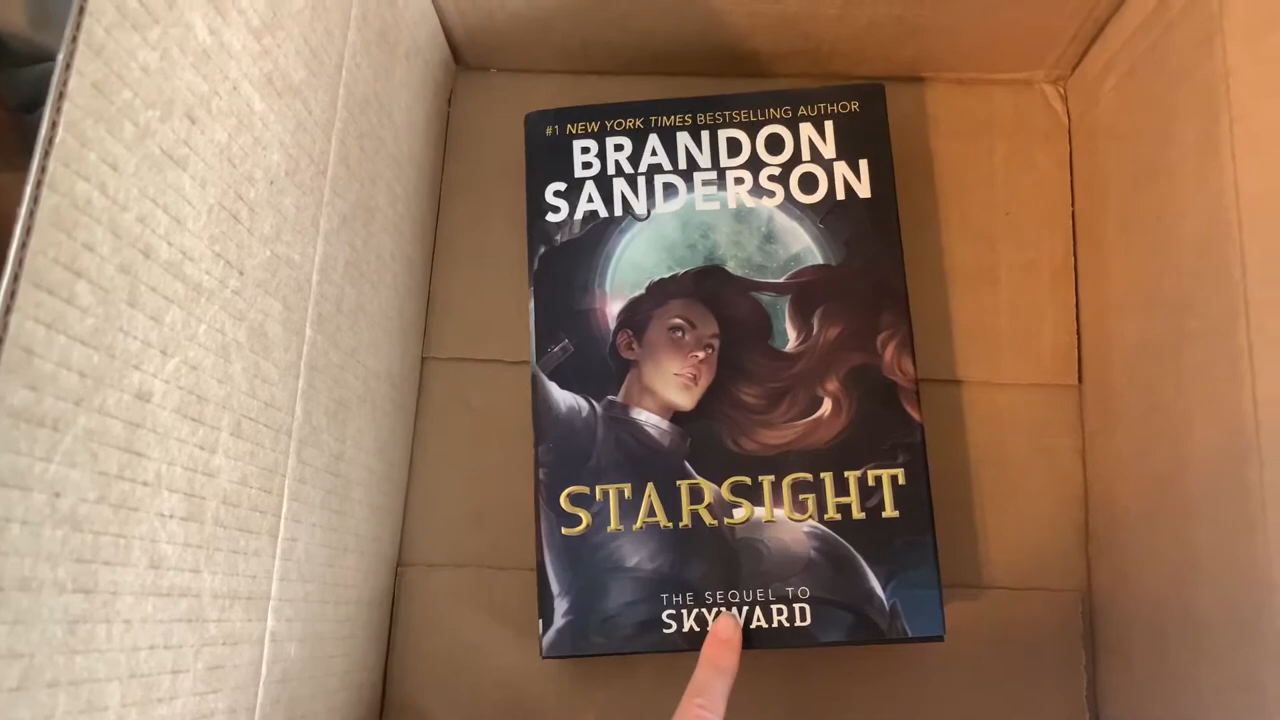 #1 NEW YORK TIMES BESTSELLING AUTHOR
BRANDON
SANDERSON
STARSIGHT
THE SEQUEL TO
SKYWARD